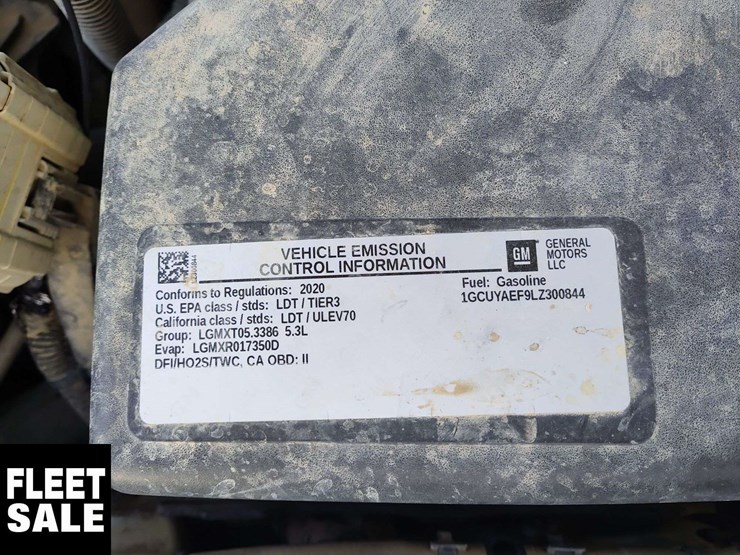 VEHICLE EMISSION
CONTROL INFORMATION
GM
GENERAL
MOTORS
LLC
Conforms to Regulations: 2020
U.S. EPA class / stds: LDT / TIER3
California class / stds: LDT / ULEV70
Group: LGMXT05.3386 5.3L
Evap: LGMXR017350D
DFI/HO2S/TWC, CA OBD: II
Fuel: Gasoline
1GCUYAEF9LZ300844
FLEET
SALE